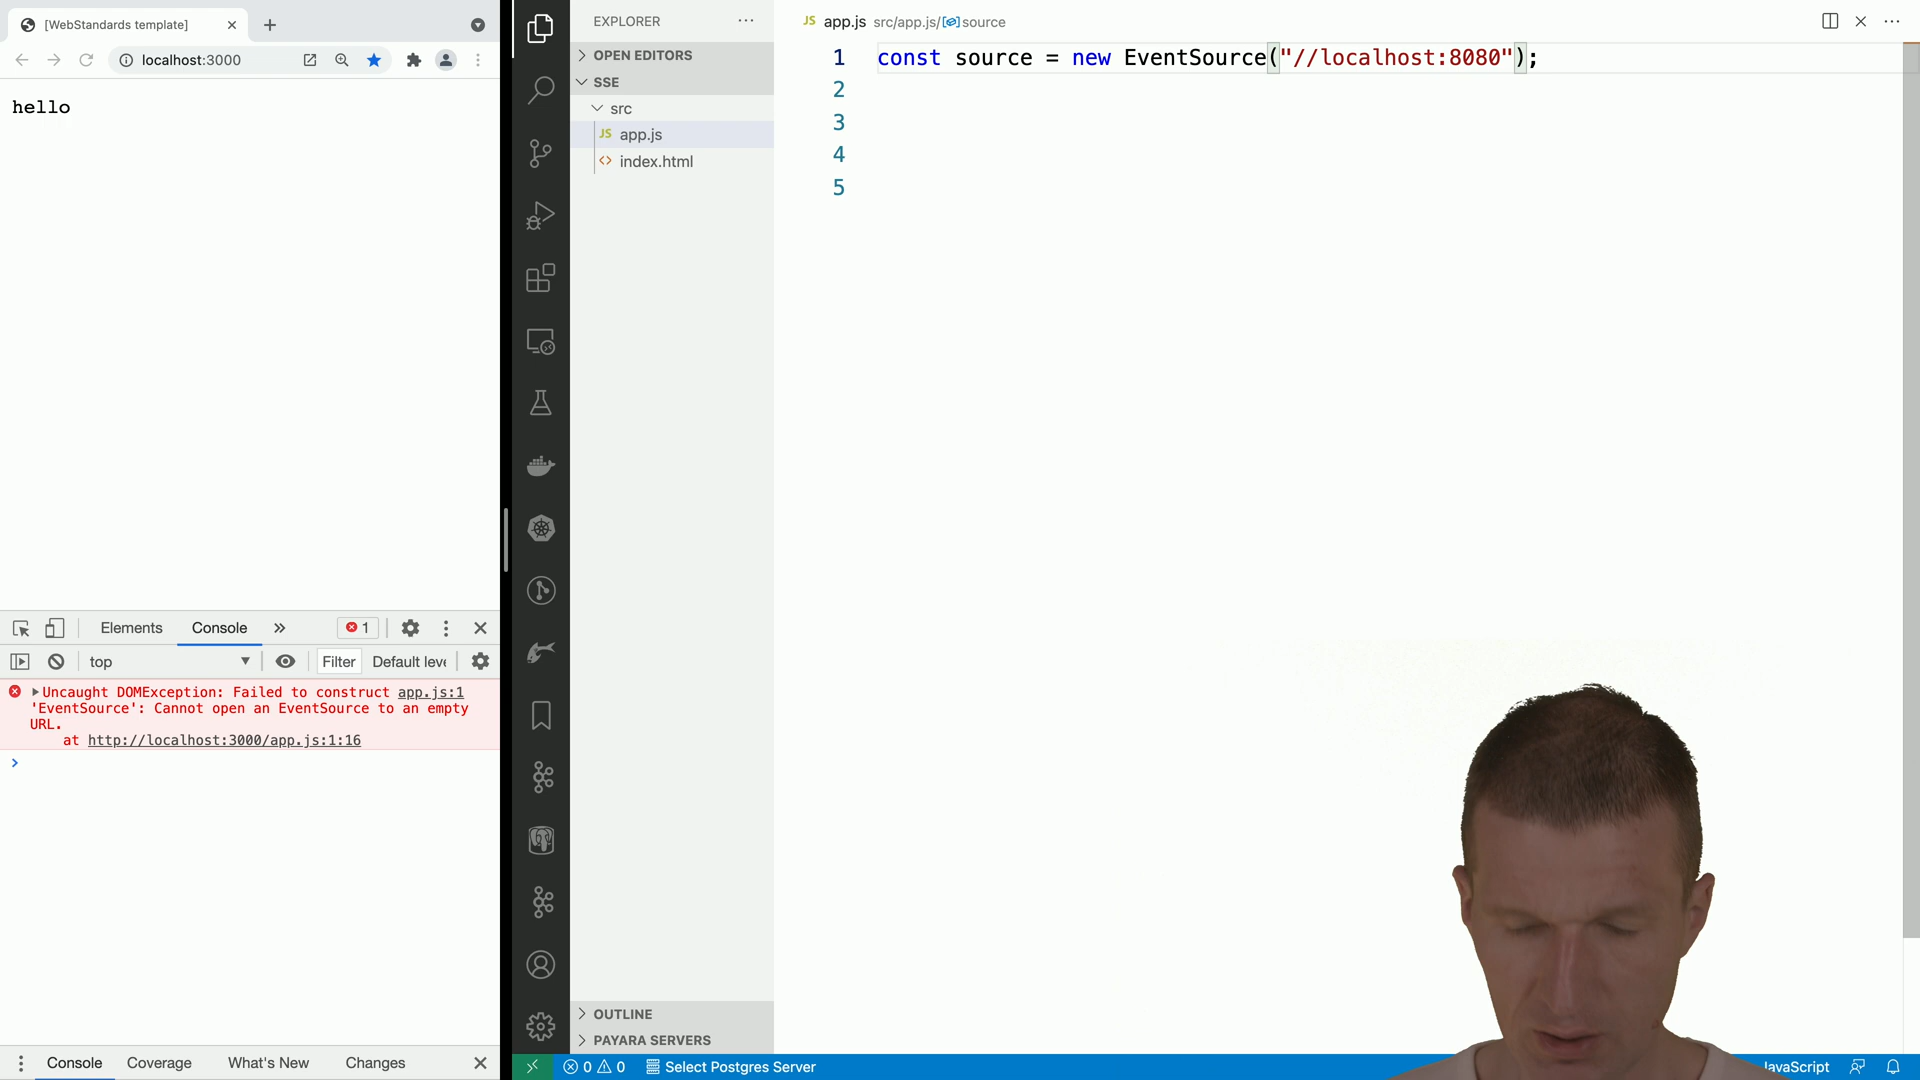 [WebStandards template]
localhost:3000
hello
Elements
Console
1
top
Filter
Default leve
Uncaught DOMException: Failed to construct app.js:1
'EventSource': Cannot open an EventSource to an empty
URL.
at http://localhost:3000/app.js:1:16
Console
Coverage
What's New
Changes
EXPLORER
OPEN EDITORS
SSE
src
JS app.js
<> index.html
OUTLINE
PAYARA SERVERS
JS app.js src/app.js/ source
1 const source = new EventSource("//localhost:8080");
2
3
4
5
0 0 Select Postgres Server
JavaScript